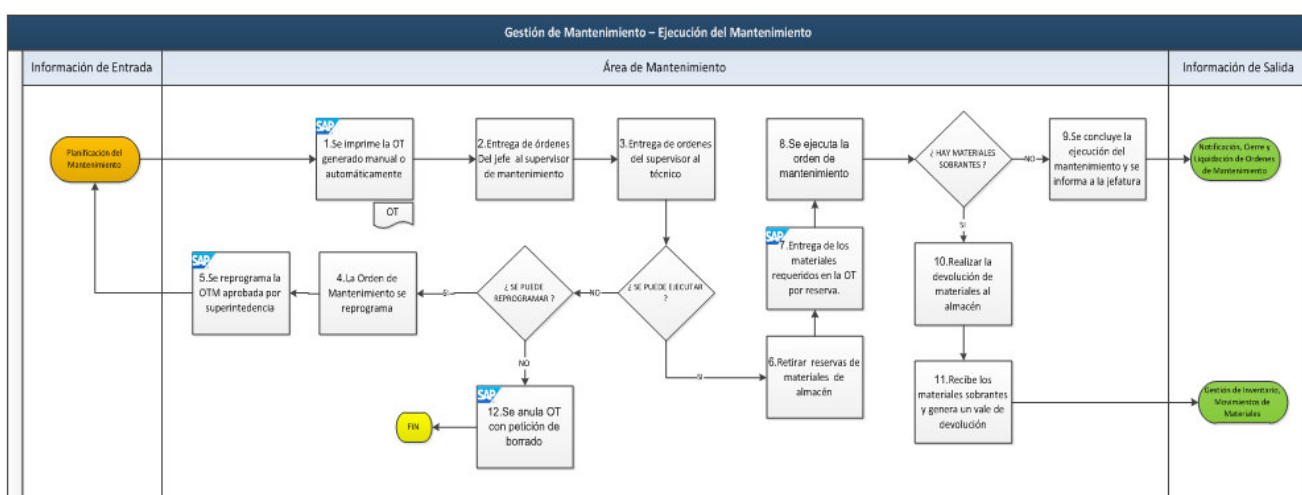 Gestión de Mantenimiento – Ejecución del Mantenimiento
Información de Entrada
Área de Mantenimiento
Información de Salida
Planificación del
Mantenimiento
SAP
1.Se imprime la OT
generado manual o
automáticamente
OT
2.Entrega de órdenes
Del jefe al supervisor
de mantenimiento
3.Entrega de ordenes
del supervisor al
técnico
8.Se ejecuta la
orden de
mantenimiento
¿ HAY MATERIALES
SOBRANTES ?
NO
9.Se concluye la
ejecución del
mantenimiento y se
informa a la jefatura
Notificación, Cierre y
Liquidación de Ordenes
de Mantenimiento
SAP
5.Se reprograma la
OTM aprobada por
superintedencia
4.La Orden de
Mantenimiento se
reprograma
SI
¿ SE PUEDE
REPROGRAMAR ?
NO
¿ SE PUEDE EJECUTAR
?
SAP
7.Entrega de los
materiales
requeridos en la OT
por reserva.
SI
10.Realizar la
devolución de
materiales al
almacén
NO
SI
6.Retirar reservas de
materiales de
almacén
11.Recibe los
materiales sobrantes
y genera un vale de
devolución
Gestión de Inventario,
Movimientos de
Materiales
FIN
SAP
12.Se anula OT
con petición de
borrado